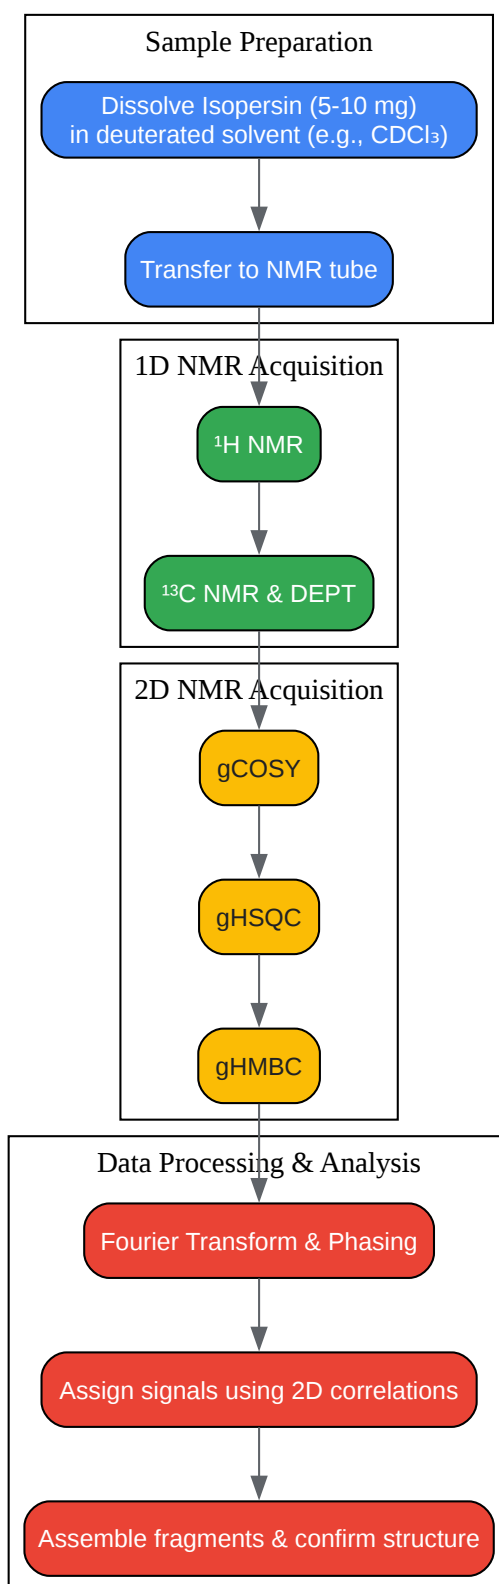 Sample Preparation
Dissolve Isopersin (5-10 mg)
in deuterated solvent (e.g., CDCl₃)
Transfer to NMR tube
1D NMR Acquisition
¹H NMR
¹³C NMR & DEPT
2D NMR Acquisition
gCOSY
gHSQC
gHMBC
Data Processing & Analysis
Fourier Transform & Phasing
Assign signals using 2D correlations
Assemble fragments & confirm structure